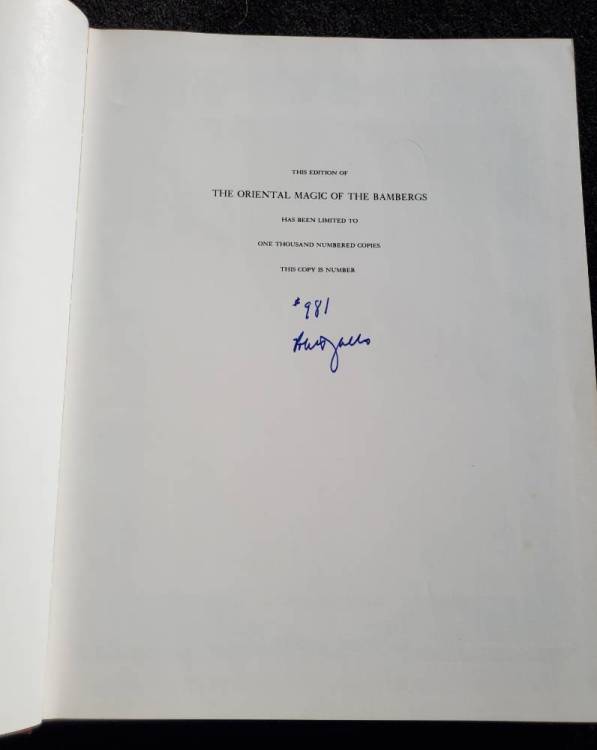 THIS EDITION OF
THE ORIENTAL MAGIC OF THE BAMBERGS
HAS BEEN LIMITED TO
ONE THOUSAND NUMBERED COPIES
THIS COPY IS NUMBER
#981